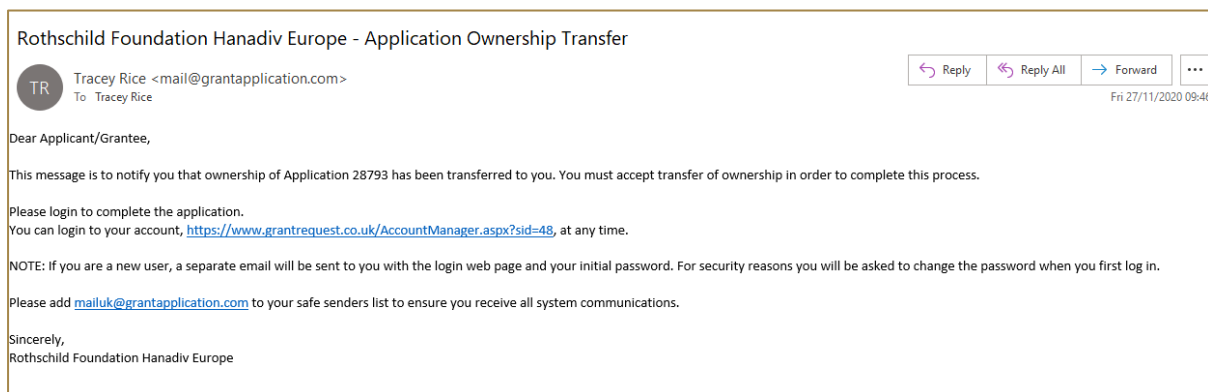 Rothschild Foundation Hanadiv Europe - Application Ownership Transfer
TR
Tracey Rice <mail@grantapplication.com>
To Tracey Rice
Reply
Reply All
Forward
...
Fri 27/11/2020 09:46
Dear Applicant/Grantee,
This message is to notify you that ownership of Application 28793 has been transferred to you. You must accept transfer of ownership in order to complete this process.
Please login to complete the application.
You can login to your account, https://www.grantrequest.co.uk/AccountManager.aspx?sid=48, at any time.
NOTE: If you are a new user, a separate email will be sent to you with the login web page and your initial password. For security reasons you will be asked to change the password when you first log in.
Please add mailuk@grantapplication.com to your safe senders list to ensure you receive all system communications.
Sincerely,
Rothschild Foundation Hanadiv Europe